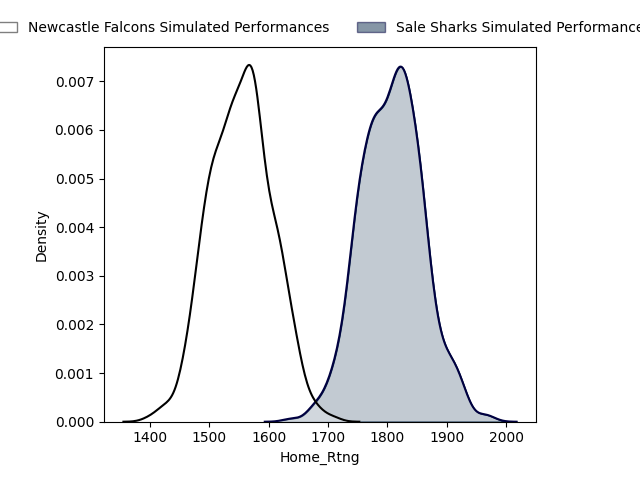 Newcastle Falcons Simulated Performances
Sale Sharks Simulated Performance
0.007
0.006
0.005
0.004
0.003
0.002
0.001
0.000
Density
1400 1500 1600 1700 1800 1900 2000
Home_Rtng